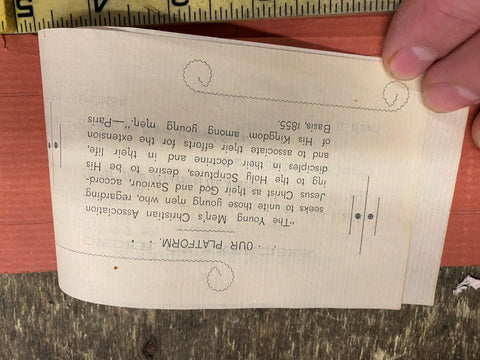 . . . OUR PLATFORM. . . .
"The Young Men's Christian Association
seeks to unite those young men who regarding
Jesus Christ as their God and Saviour, accord-
ing to the Holy Scriptures, desire to be His
disciples in their doctrine and in their life,
and to associate their efforts for the extension
of His Kingdom among young men."—Paris
Basis, 1855.